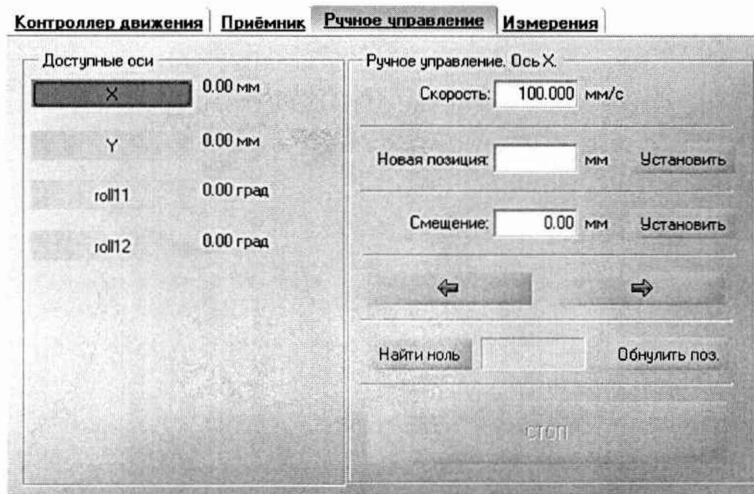 Контроллер движения Приёмник Ручное управление Измерения
Доступные оси
X 0.00 мм
Y 0.00 мм
roll11 0.00 град
roll12 0.00 град
Ручное управление. Ось X.
Скорость: 100.000 мм/с
Новая позиция: мм Установить
Смещение: 0.00 мм Установить
Найти ноль Обнулить поз.
СТОП